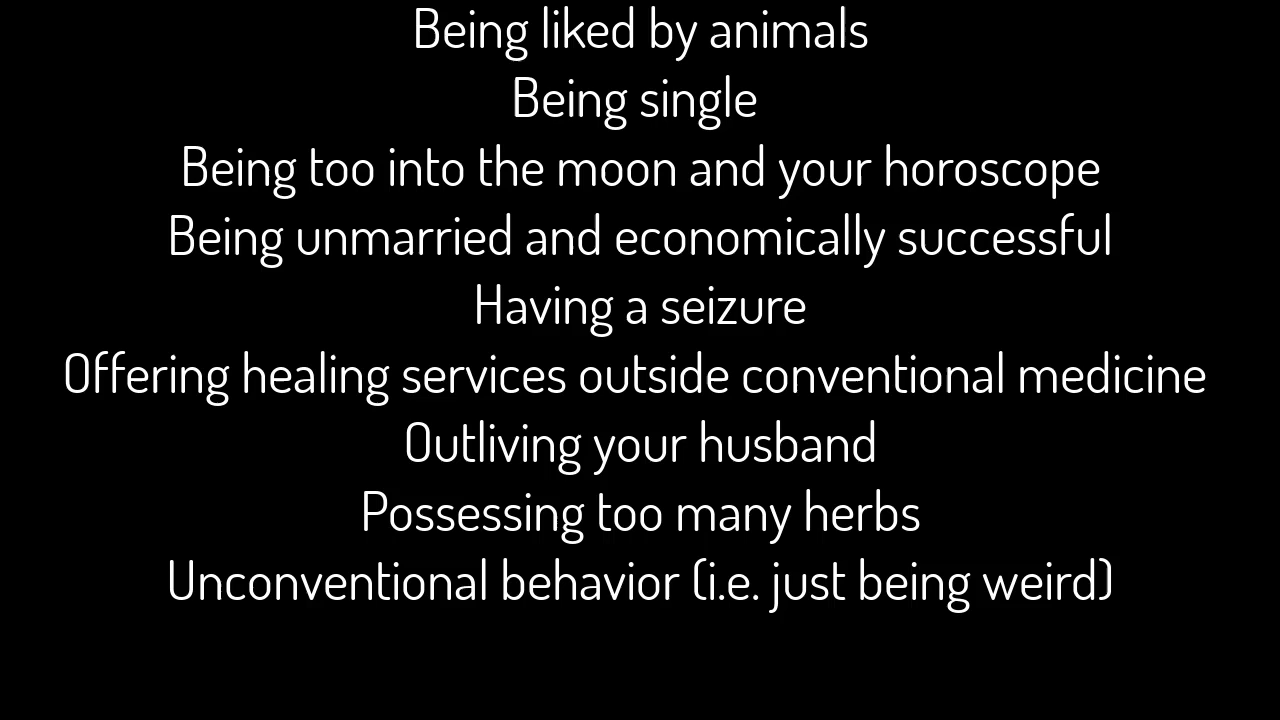 Being liked by animals
Being single
Being too into the moon and your horoscope
Being unmarried and economically successful
Having a seizure
Offering healing services outside conventional medicine
Outliving your husband
Possessing too many herbs
Unconventional behavior (i.e. just being weird)